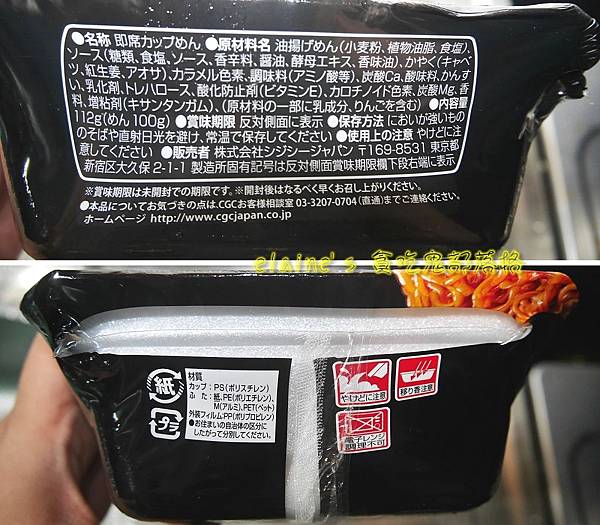 ●名称 即席カップめん ●原材料名 油揚げめん(小麦粉、植物油脂、食塩)、
ソース(糖類、食塩、ソース、香辛料、醤油、酵母エキス、香味油)、かやく(キャベ
ツ、紅生姜、アオサ)、カラメル色素、調味料(アミノ酸等)、炭酸Ca、酸味料、かんす
い、乳化剤、トレハロース、酸化防止剤(ビタミンE)、カロチノイド色素、炭酸Mg、香
料、増粘剤(キサンタンガム)、(原材料の一部に乳成分、りんごを含む) ●内容量
112g(めん 100g) ●賞味期限 反対側面に表示 ●保存方法 においが強いもの
のそばや直射日光を避け、常温で保存してください ●使用上の注意 やけどに注
意してください ●販売者 株式会社シジシージャパン 〒169-8531 東京都
新宿区大久保 2-1-1 製造所固有記号は反対側面賞味期限欄下段右端に表示
※賞味期限は未開封での期限です。※開封後はなるべく早くお召し上がりください。
●本品についてお気づきの点は、CGCお客様相談室 03-3207-0704(直通)までご連絡ください。
ホームページ http://www.cgcjapan.co.jp
elaine's 貪吃鬼部落格
紙
プラ
材質
カップ:PS(ポリスチレン)
ふた:紙、PE(ポリエチレン)、
M(アルミ)、PET(ペット)
外装フィルム:PP(ポリプロピレン)
●お住まいの自治体の区分に
したがって分別してください。
やけどに注意
移り香注意
電子レンジ
調理不可